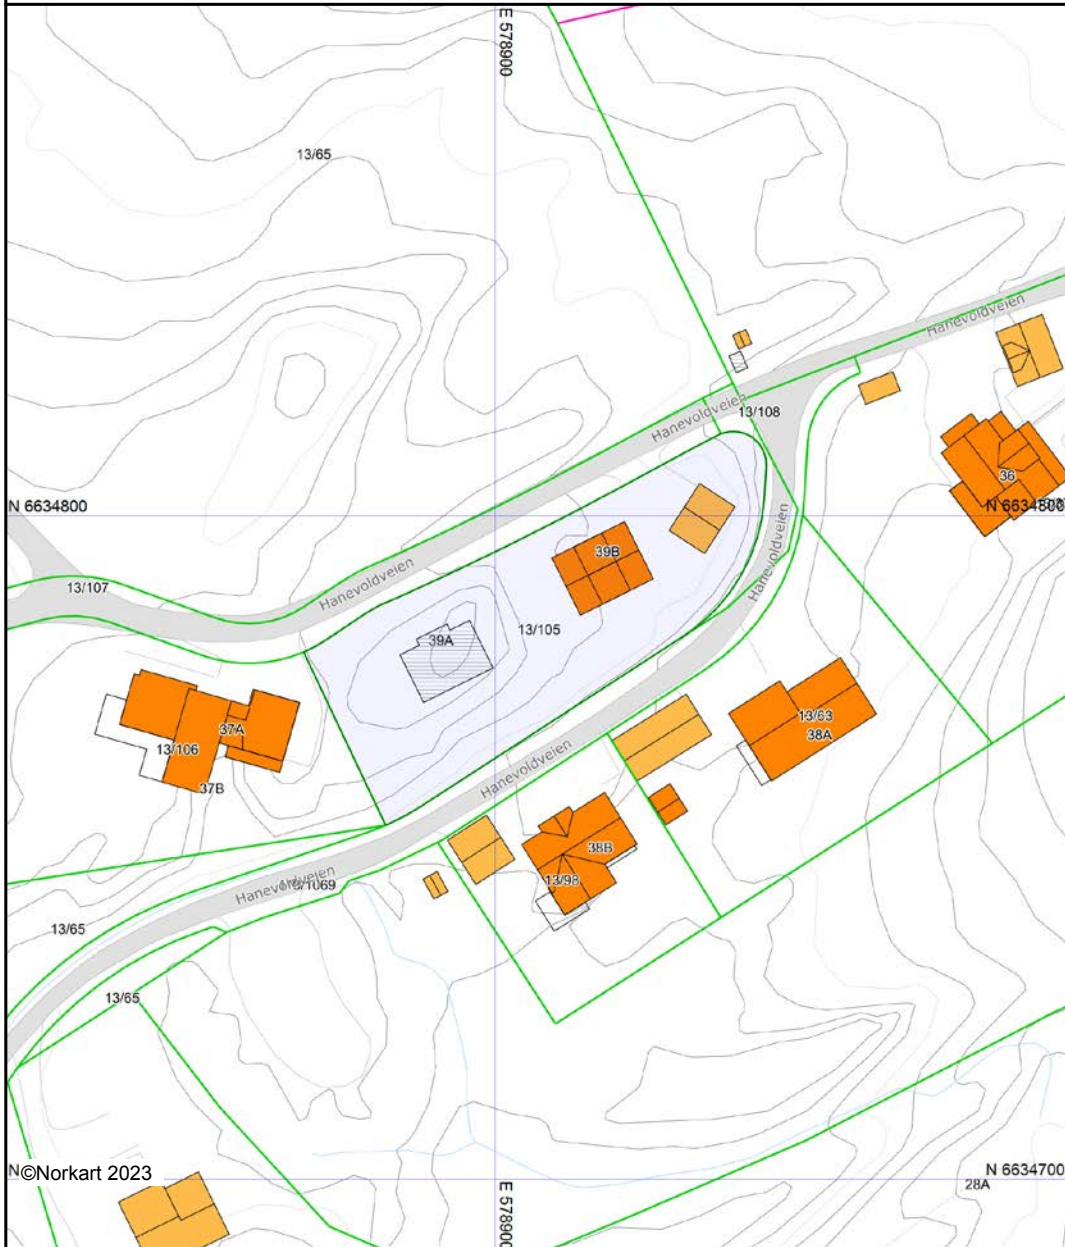 E 578900
13/65
Hanevoldveien
Hanevoldveien
13/108
36
N 6634800
N 6634800
39B
Hanevoldveien
Hanevoldveien
13/107
13/105
39A
13/63
38A
37A
13/106
37B
Hanevoldveien
38B
13/98
Hanevoldveien
13/65
13/65
N
©Norkart 2023
E 578900
N 6634700
28A